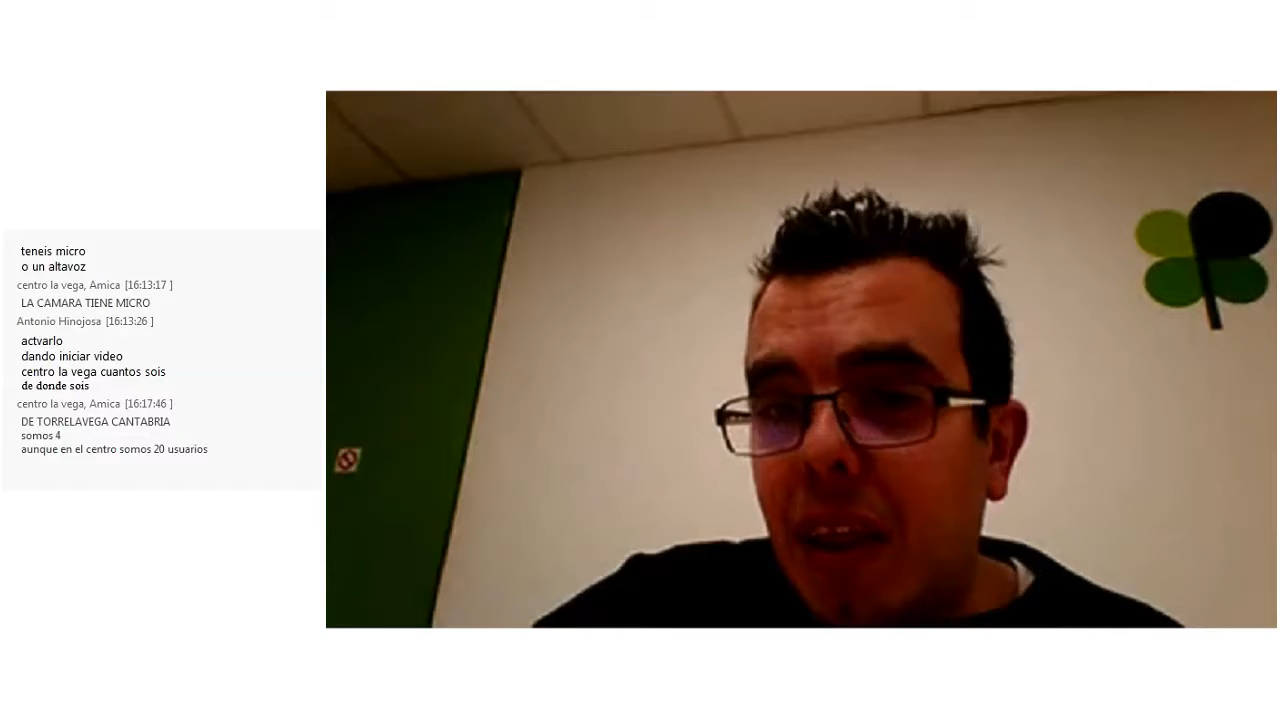 teneis micro
o un altavoz
centro la vega, Amica [16:13:17 ]
LA CAMARA TIENE MICRO
Antonio Hinojosa [16:13:26 ]
actvarlo
dando iniciar video
centro la vega cuantos sois
de donde sois
centro la vega, Amica [16:17:46 ]
DE TORRELAVEGA CANTABRIA
somos 4
aunque en el centro somos 20 usuarios